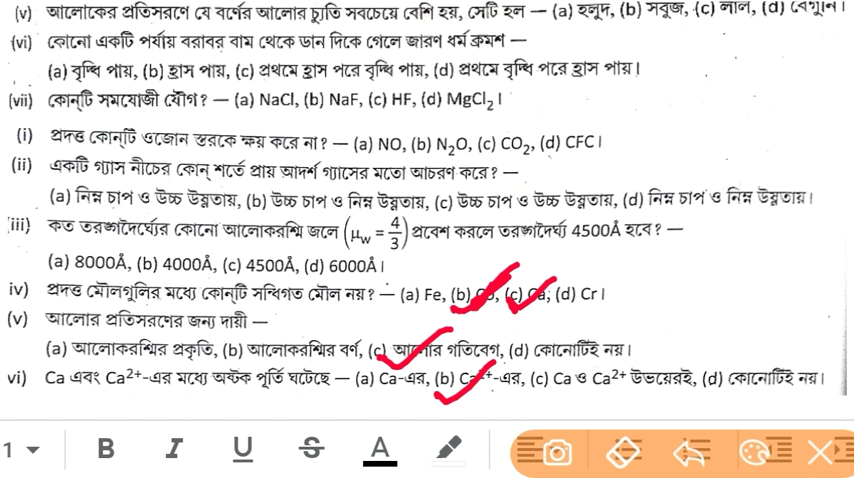 (v) আলোকের প্রতিসরণে যে বর্ণের আলোর চ্যুতি সবচেয়ে বেশি হয়, সেটি হল — (a) হলুদ, (b) সবুজ, (c) লাল, (d) বেগুনি।
(vi) কোনো একটি পর্যায় বরাবর বাম থেকে ডান দিকে গেলে জারণ ধর্ম ক্রমশ —
(a) বৃদ্ধি পায়, (b) হ্রাস পায়, (c) প্রথমে হ্রাস পরে বৃদ্ধি পায়, (d) প্রথমে বৃদ্ধি পরে হ্রাস পায়।
(vii) কোন্‌টি সমযোজী যৌগ? — (a) NaCl, (b) NaF, (c) HF, (d) MgCl₂।
(i) প্রদত্ত কোন্‌টি ওজোন স্তরকে ক্ষয় করে না? — (a) NO, (b) N₂O, (c) CO₂, (d) CFC।
(ii) একটি গ্যাস নীচের কোন্ শর্তে প্রায় আদর্শ গ্যাসের মতো আচরণ করে? —
(a) নিম্ন চাপ ও উচ্চ উষ্ণতায়, (b) উচ্চ চাপ ও নিম্ন উষ্ণতায়, (c) উচ্চ চাপ ও উচ্চ উষ্ণতায়, (d) নিম্ন চাপ ও নিম্ন উষ্ণতায়।
iii) কত তরঙ্গদৈর্ঘ্যের কোনো আলোকরশ্মি জলে (μw = 4/3) প্রবেশ করলে তরঙ্গদৈর্ঘ্য 4500Å হবে? —
(a) 8000Å, (b) 4000Å, (c) 4500Å, (d) 6000Å।
iv) প্রদত্ত মৌলগুলির মধ্যে কোন্‌টি সন্ধিগত মৌল নয়? — (a) Fe, (b) (c) (d) Cr।
(v) আলোর প্রতিসরণের জন্য দায়ী —
(a) আলোকরশ্মির প্রকৃতি, (b) আলোকরশ্মির বর্ণ, (c) আলোর গতিবেগ, (d) কোনোটিই নয়।
vi) Ca এবং Ca²⁺-এর মধ্যে অষ্টক পূর্তি ঘটেছে — (a) Ca-এর, (b) Ca²⁺-এর, (c) Ca ও Ca²⁺ উভয়েরই, (d) কোনোটিই নয়।
1 B I U S A